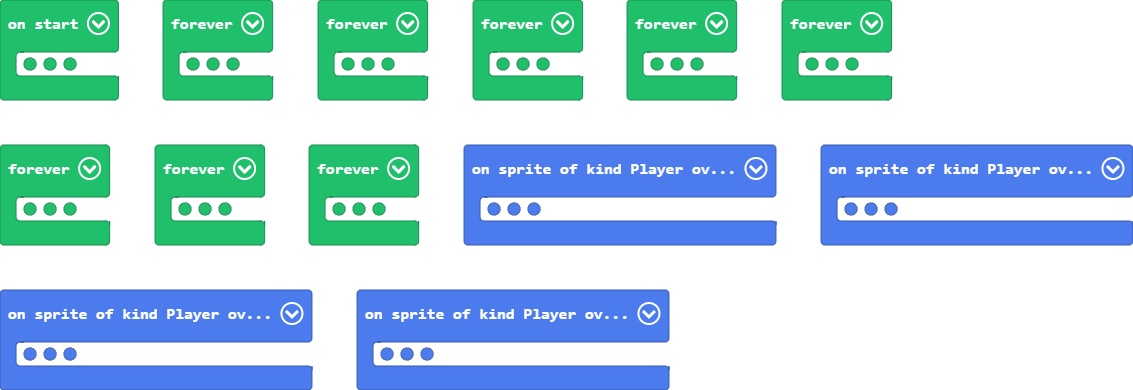 on start forever forever forever forever forever
forever forever forever on sprite of kind Player ov... on sprite of kind Player ov...
on sprite of kind Player ov... on sprite of kind Player ov...